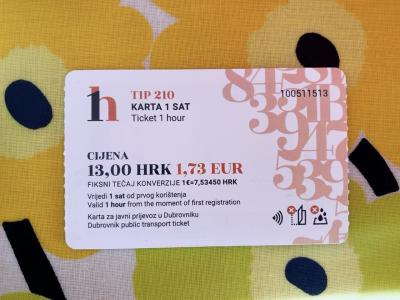 1h
TIP 210
KARTA 1 SAT
Ticket 1 hour
100511513
CIJENA
13,00 HRK 1,73 EUR
FIKSNI TEČAJ KONVERZIJE 1€=7,53450 HRK
Vrijedi 1 sat od prvog korištenja
Valid 1 hour from the moment of first registration
Karta za javni prijevoz u Dubrovniku
Dubrovnik public transport ticket